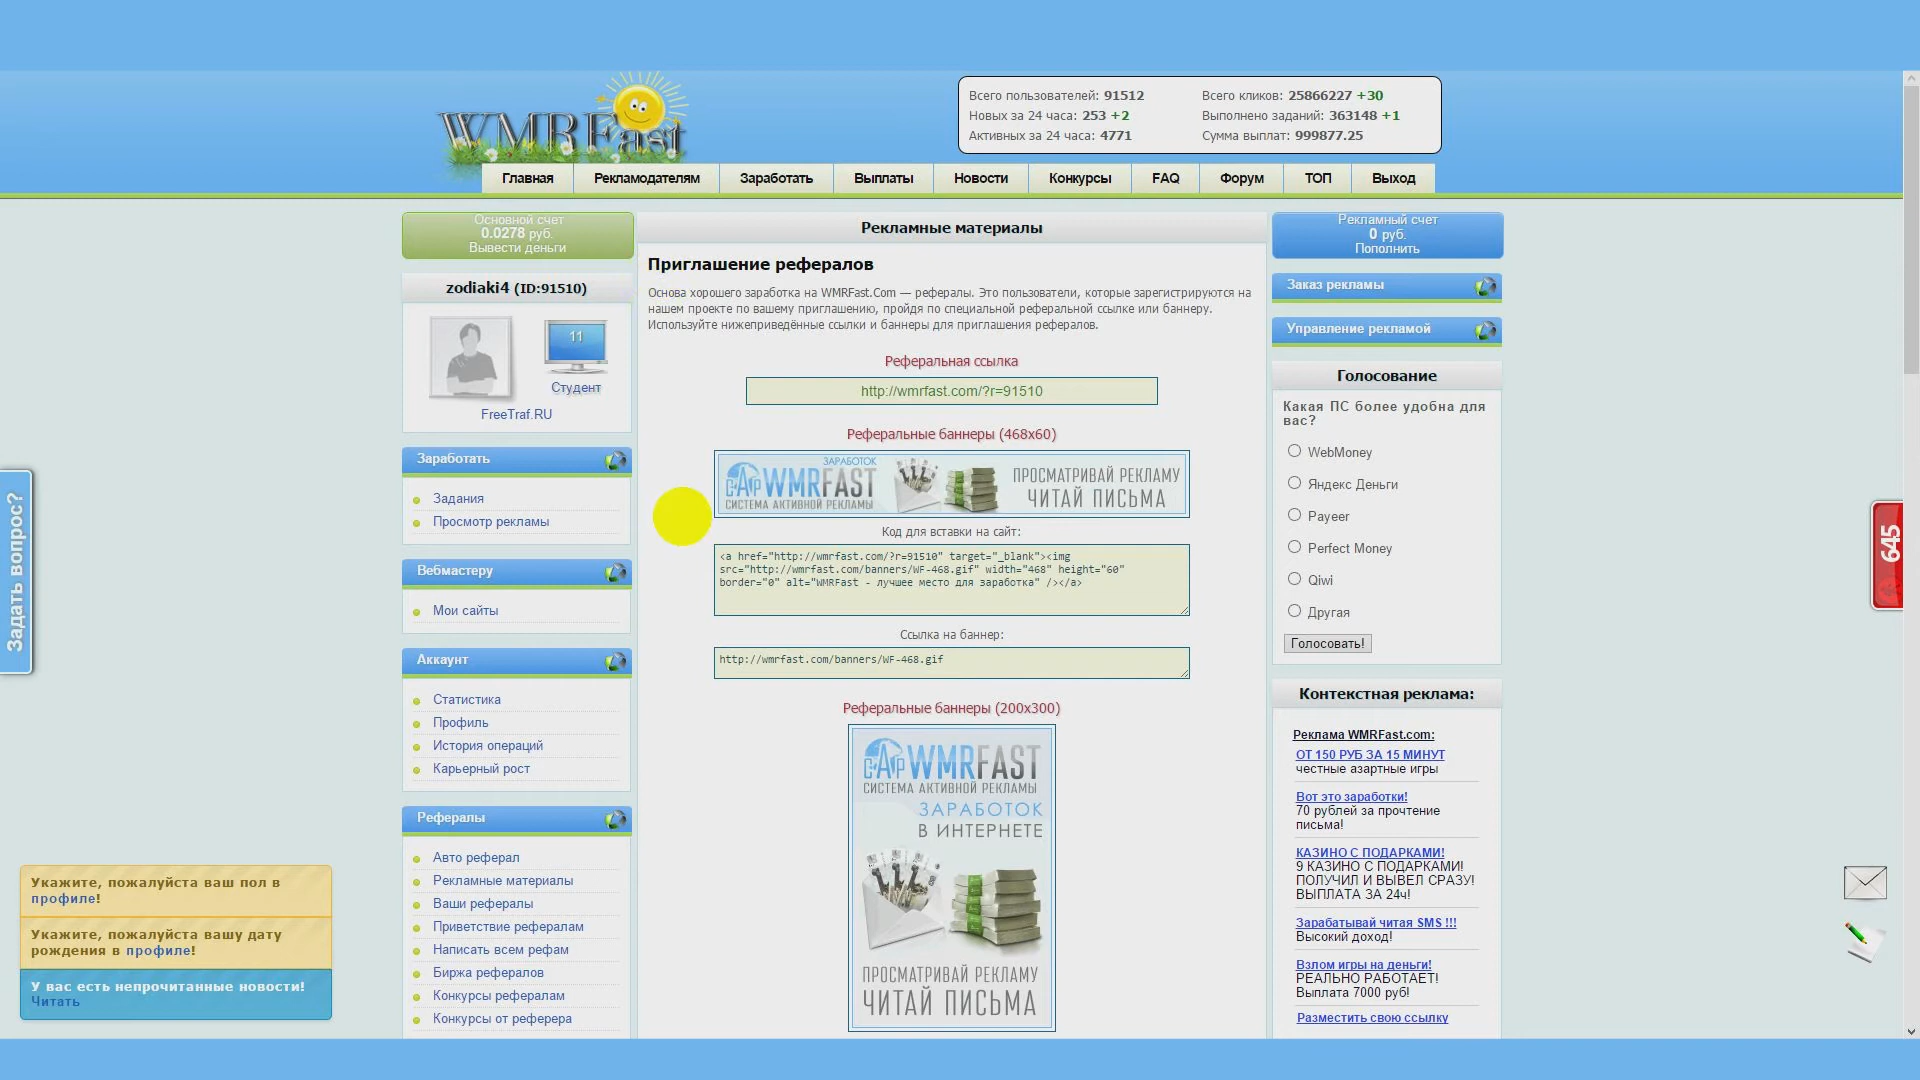 WMRFast
Всего пользователей: 91512
Новых за 24 часа: 253 +2
Активных за 24 часа: 4771
Всего кликов: 25866227 +30
Выполнено заданий: 363148 +1
Сумма выплат: 999877.25
Главная
Рекламодателям
Заработать
Выплаты
Новости
Конкурсы
FAQ
Форум
ТОП
Выход
Основной счет
0.0278 руб.
Вывести деньги
zodiaki4 (ID:91510)
11
Студент
FreeTraf.RU
Заработать
Задания
Просмотр рекламы
Вебмастеру
Мои сайты
Аккаунт
Статистика
Профиль
История операций
Карьерный рост
Рефералы
Авто реферал
Рекламные материалы
Ваши рефералы
Приветствие рефералам
Написать всем рефам
Биржа рефералов
Конкурсы рефералам
Конкурсы от реферера
Задать вопрос?
Укажите, пожалуйста ваш пол в
профиле!
Укажите, пожалуйста вашу дату
рождения в профиле!
У вас есть непрочитанные новости!
Читать
Рекламные материалы
Приглашение рефералов
Основа хорошего заработка на WMRFast.Com — рефералы. Это пользователи, которые зарегистрируются на
нашем проекте по вашему приглашению, пройдя по специальной реферальной ссылке или баннеру.
Используйте нижеприведённые ссылки и баннеры для приглашения рефералов.
Реферальная ссылка
http://wmrfast.com/?r=91510
Реферальные баннеры (468x60)
ЗАРАБОТОК
САР WMRFAST
СИСТЕМА АКТИВНОЙ РЕКЛАМЫ
ПРОСМАТРИВАЙ РЕКЛАМУ
ЧИТАЙ ПИСЬМА
Код для вставки на сайт:
<a href="http://wmrfast.com/?r=91510" target="_blank"><img
src="http://wmrfast.com/banners/WF-468.gif" width="468" height="60"
border="0" alt="WMRFast - лучшее место для заработка" /></a>
Ссылка на баннер:
http://wmrfast.com/banners/WF-468.gif
Реферальные баннеры (200x300)
САР WMRFAST
СИСТЕМА АКТИВНОЙ РЕКЛАМЫ
ЗАРАБОТОК
В ИНТЕРНЕТЕ
ПРОСМАТРИВАЙ РЕКЛАМУ
ЧИТАЙ ПИСЬМА
Рекламный счет
0 руб.
Пополнить
Заказ рекламы
Управление рекламой
Голосование
Какая ПС более удобна для
вас?
WebMoney
Яндекс Деньги
Payeer
Perfect Money
Qiwi
Другая
Голосовать!
Контекстная реклама:
Реклама WMRFast.com:
ОТ 150 РУБ ЗА 15 МИНУТ
честные азартные игры
Вот это заработки!
70 рублей за прочтение
письма!
КАЗИНО С ПОДАРКАМИ!
9 КАЗИНО С ПОДАРКАМИ!
ПОЛУЧИЛ И ВЫВЕЛ СРАЗУ!
ВЫПЛАТА ЗА 24ч!
Зарабатывай читая SMS !!!
Высокий доход!
Взлом игры на деньги!
РЕАЛЬНО РАБОТАЕТ!
Выплата 7000 руб!
Разместить свою ссылку
645